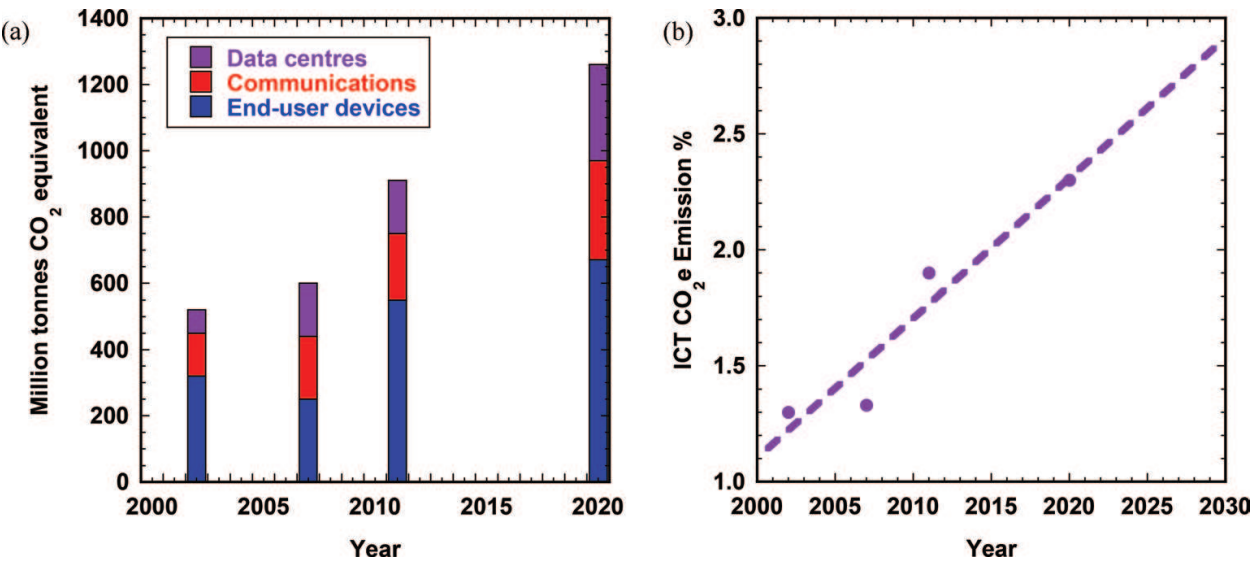 (a)
1400
1200
1000
800
600
400
200
0
Million tonnes CO2 equivalent
Data centres
Communications
End-user devices
2000 2005 2010 2015 2020
Year
(b)
3.0
2.5
2.0
1.5
1.0
ICT CO2 e Emission %
2000 2005 2010 2015 2020 2025 2030
Year